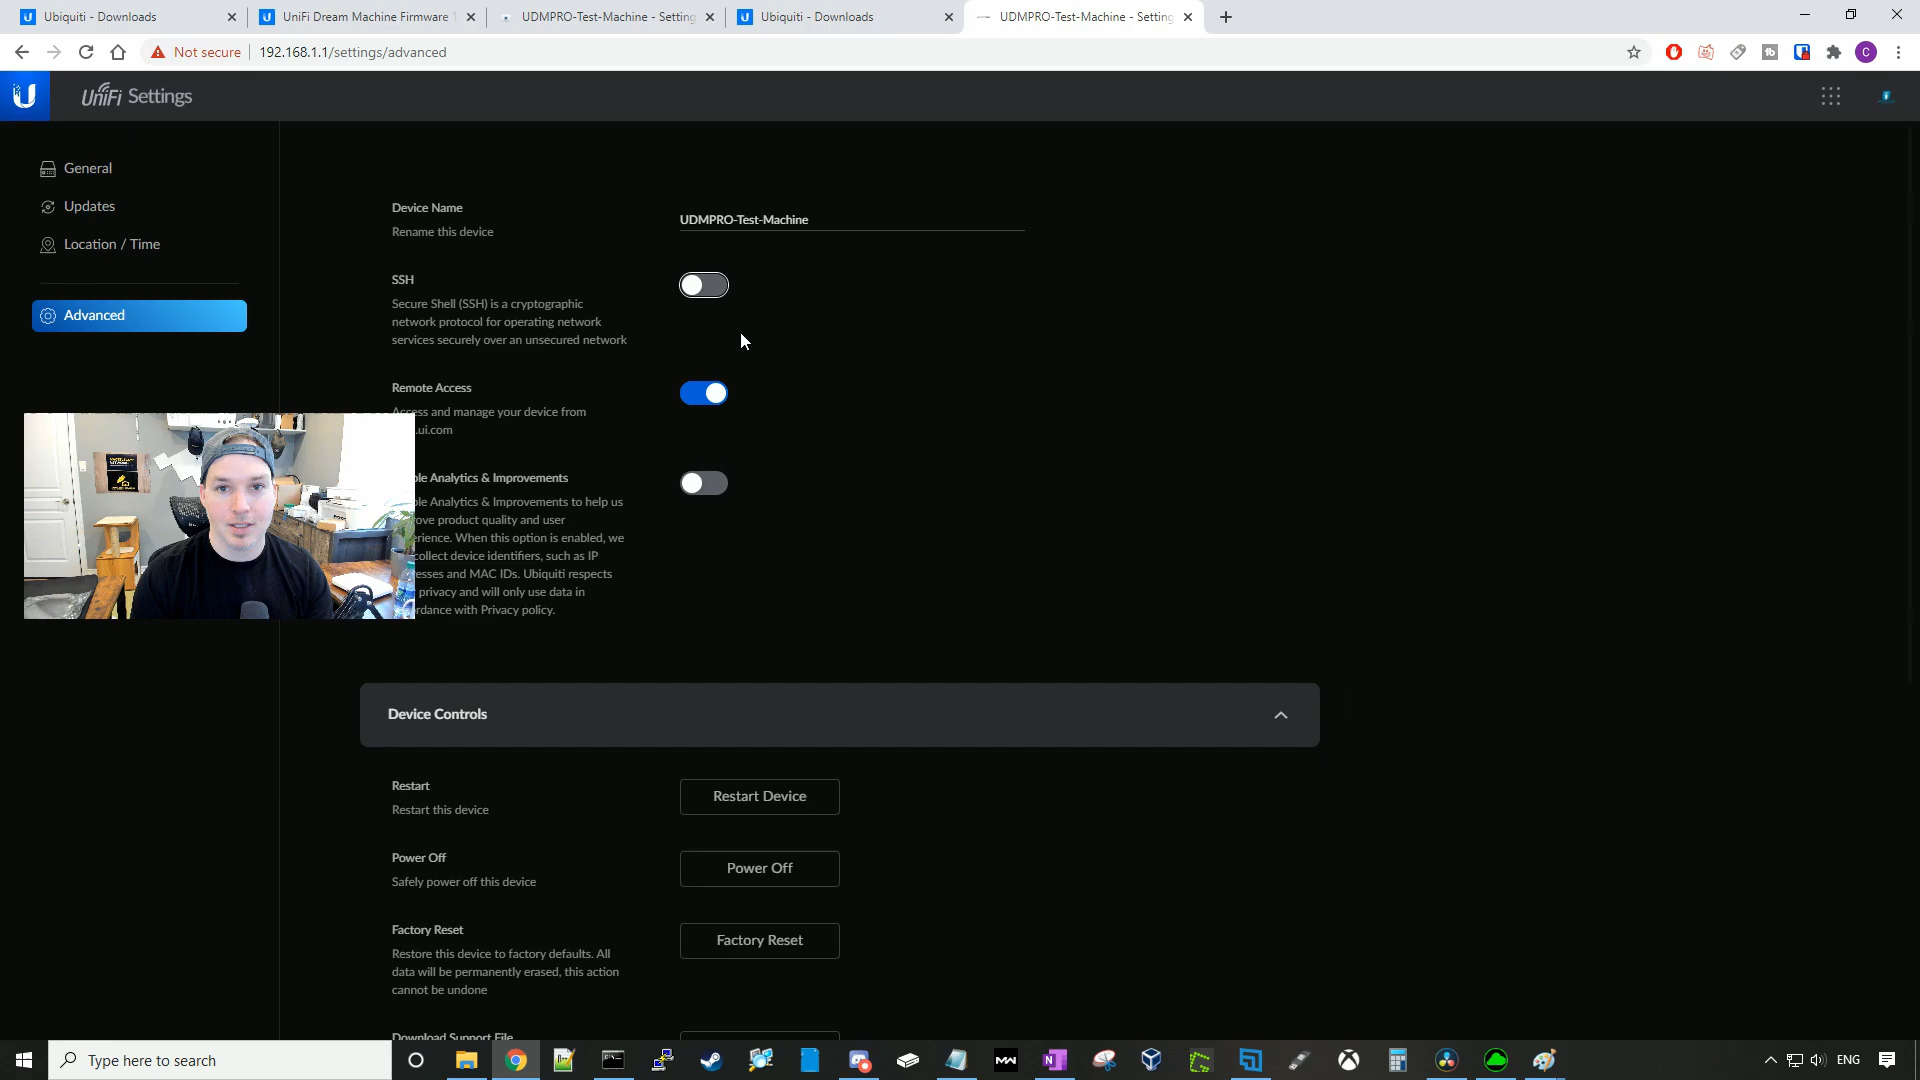 Ubiquiti - Downloads
UniFi Dream Machine Firmware
UDMPRO-Test-Machine - Setting
Ubiquiti - Downloads
UDMPRO-Test-Machine - Setting
Not secure
192.168.1.1/settings/advanced
C
UniFi Settings
General
Updates
Location / Time
Advanced
Device Name
Rename this device
UDMPRO-Test-Machine
SSH
Secure Shell (SSH) is a cryptographic
network protocol for operating network
services securely over an unsecured network
Remote Access
Access and manage your device from
.ui.com
ble Analytics & Improvements
ble Analytics & Improvements to help us
ove product quality and user
erience. When this option is enabled, we
collect device identifiers, such as IP
esses and MAC IDs. Ubiquiti respects
privacy and will only use data in
rdance with Privacy policy.
Device Controls
Restart
Restart this device
Restart Device
Power Off
Safely power off this device
Power Off
Factory Reset
Restore this device to factory defaults. All
data will be permanently erased, this action
cannot be undone
Factory Reset
Download Support File
Type here to search
ENG